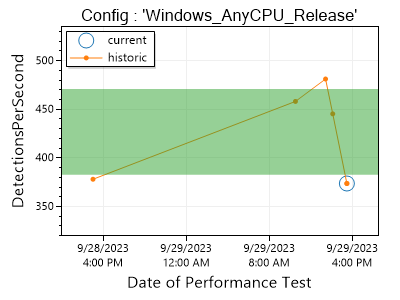 Config : 'Windows_AnyCPU_Release'
current
historic
DetectionsPerSecond
500
450
400
350
9/28/2023 9/29/2023 9/29/2023 9/29/2023
4:00 PM 12:00 AM 8:00 AM 4:00 PM
Date of Performance Test